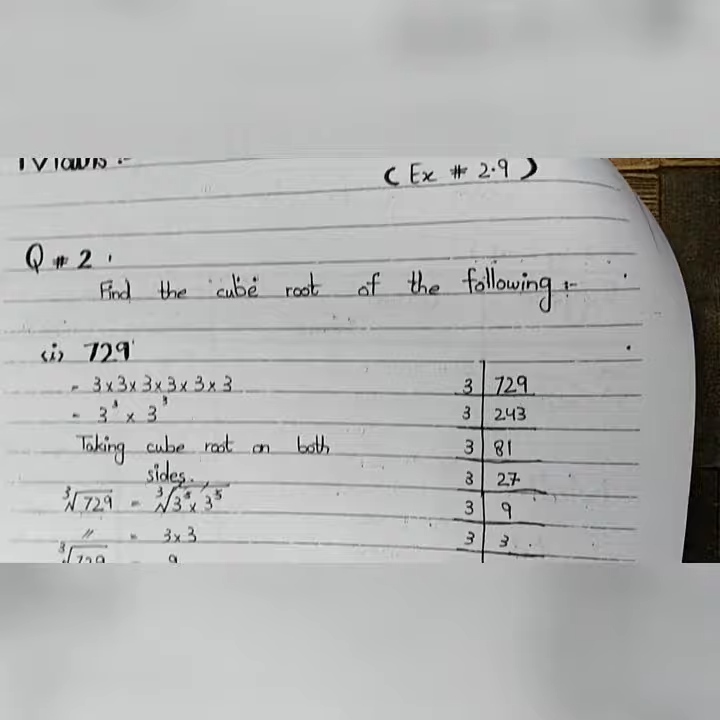 (Ex # 2.9)
Q # 2.
Find the cube root of the following :-
(i) 729
= 3 x 3 x 3 x 3 x 3 x 3
= 3³ x 3³
Taking cube root on both
sides.
∛729 = ∛3³ x 3³
〃 = 3 x 3
∛729 9
3 | 729
3 | 243
3 | 81
3 | 27
3 | 9
3 | 3